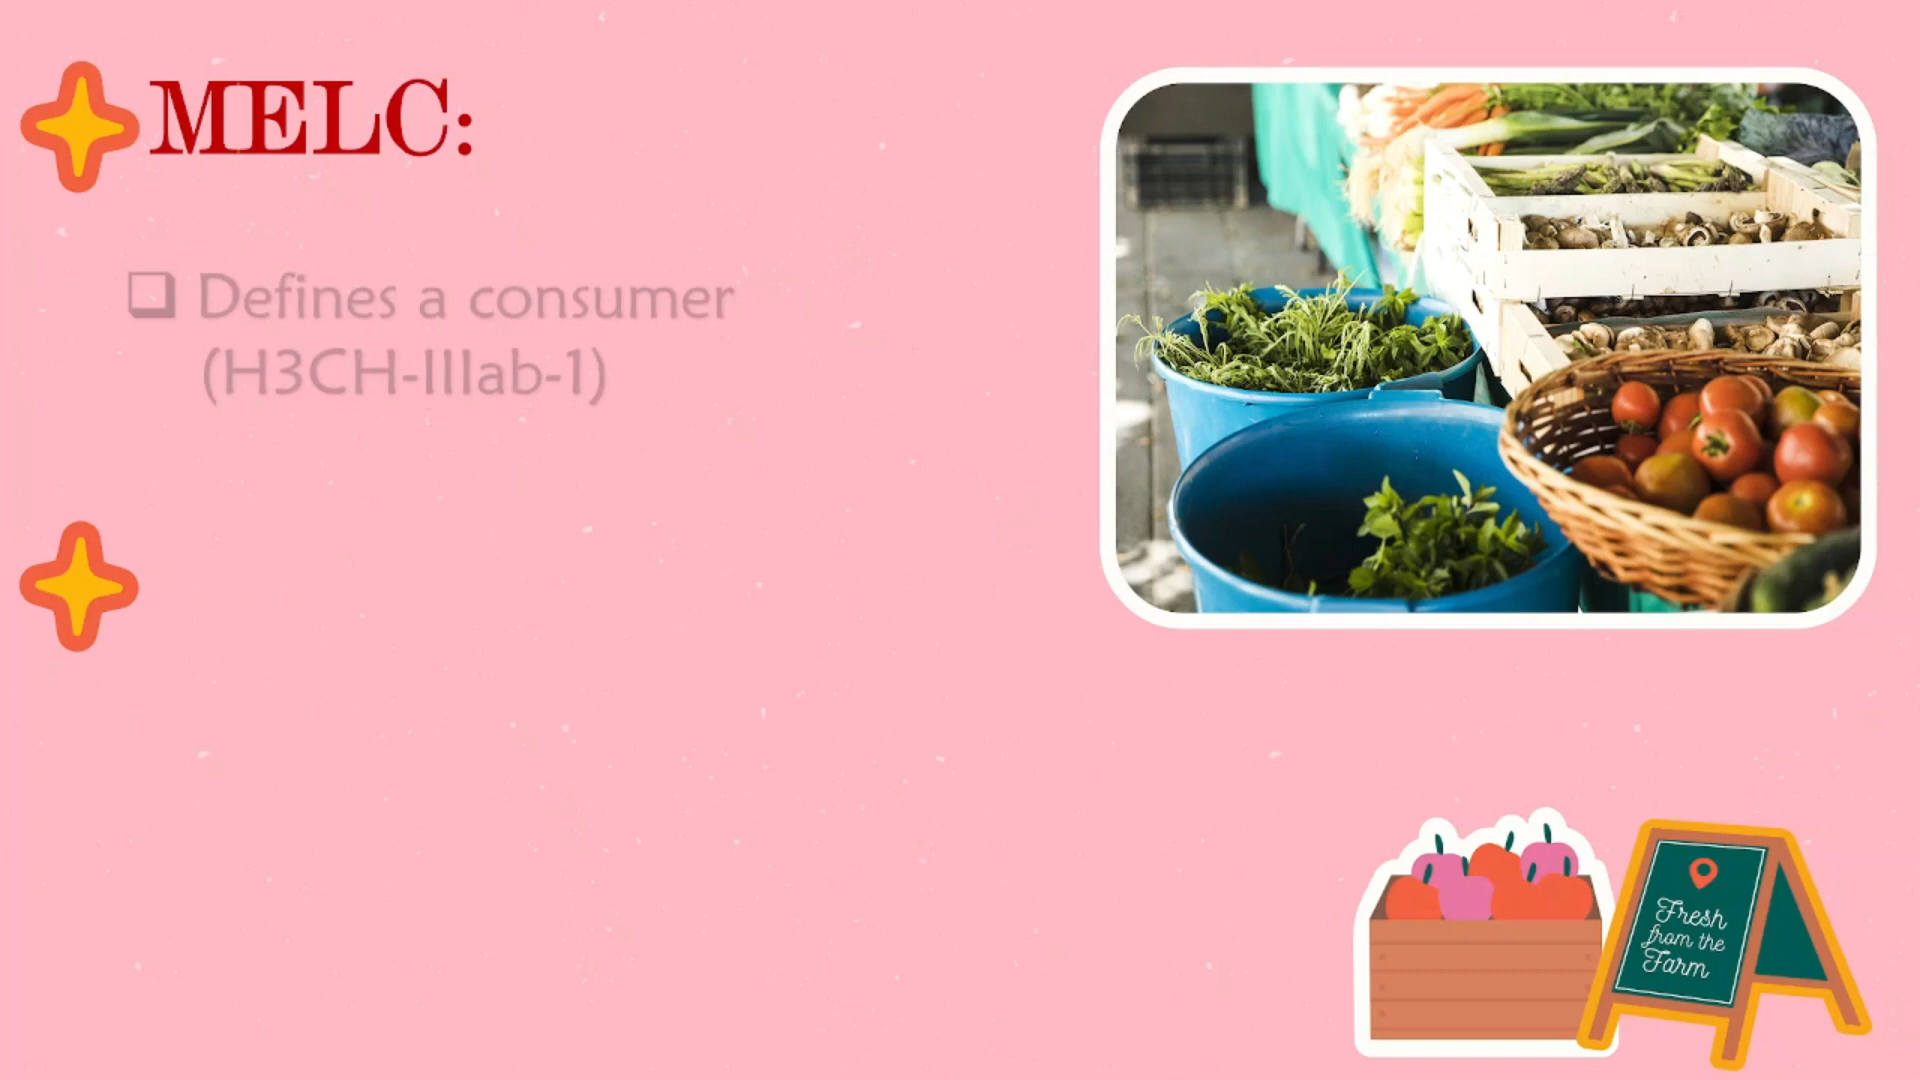 MELC:
❑ Defines a consumer
(H3CH-IIIab-1)
Fresh
from the
Farm